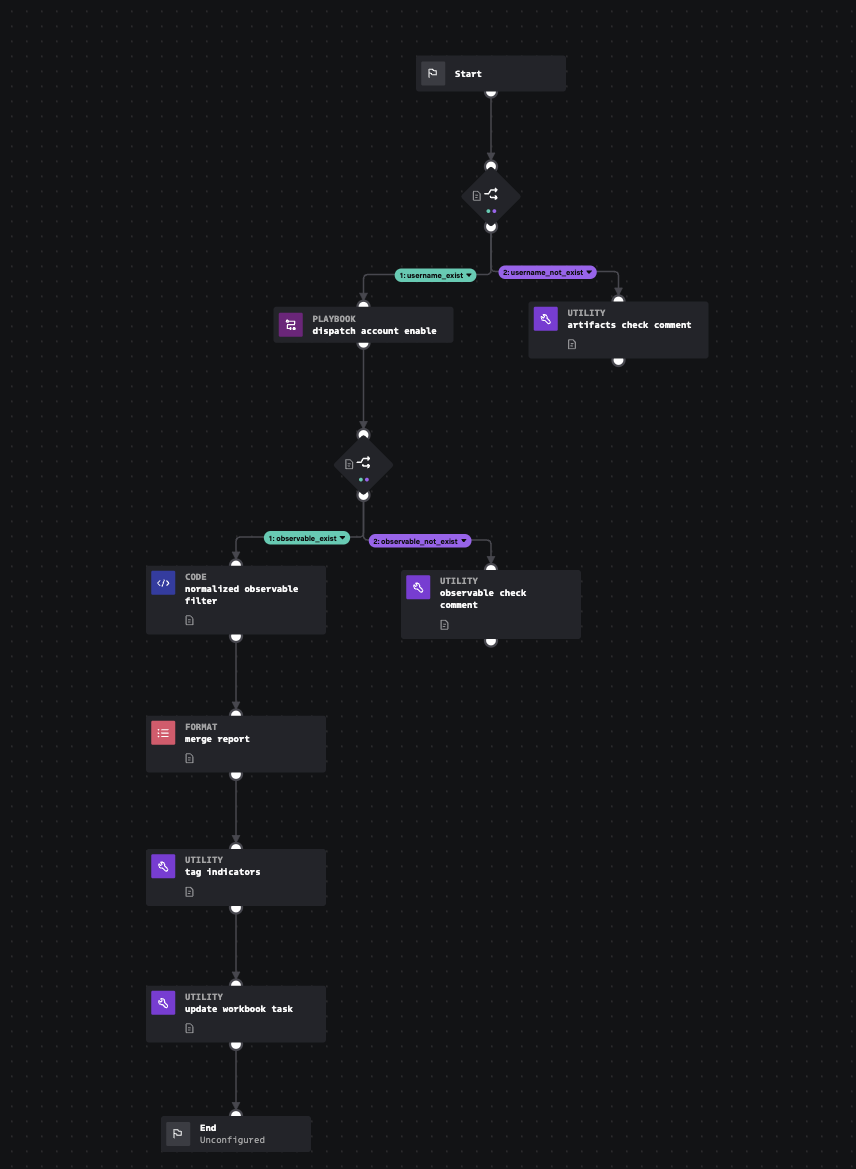 Start
1: username_exist
2: username_not_exist
PLAYBOOK
dispatch account enable
UTILITY
artifacts check comment
1: observable_exist
2: observable_not_exist
CODE
normalized observable
filter
UTILITY
observable check
comment
FORMAT
merge report
UTILITY
tag indicators
UTILITY
update workbook task
End
Unconfigured